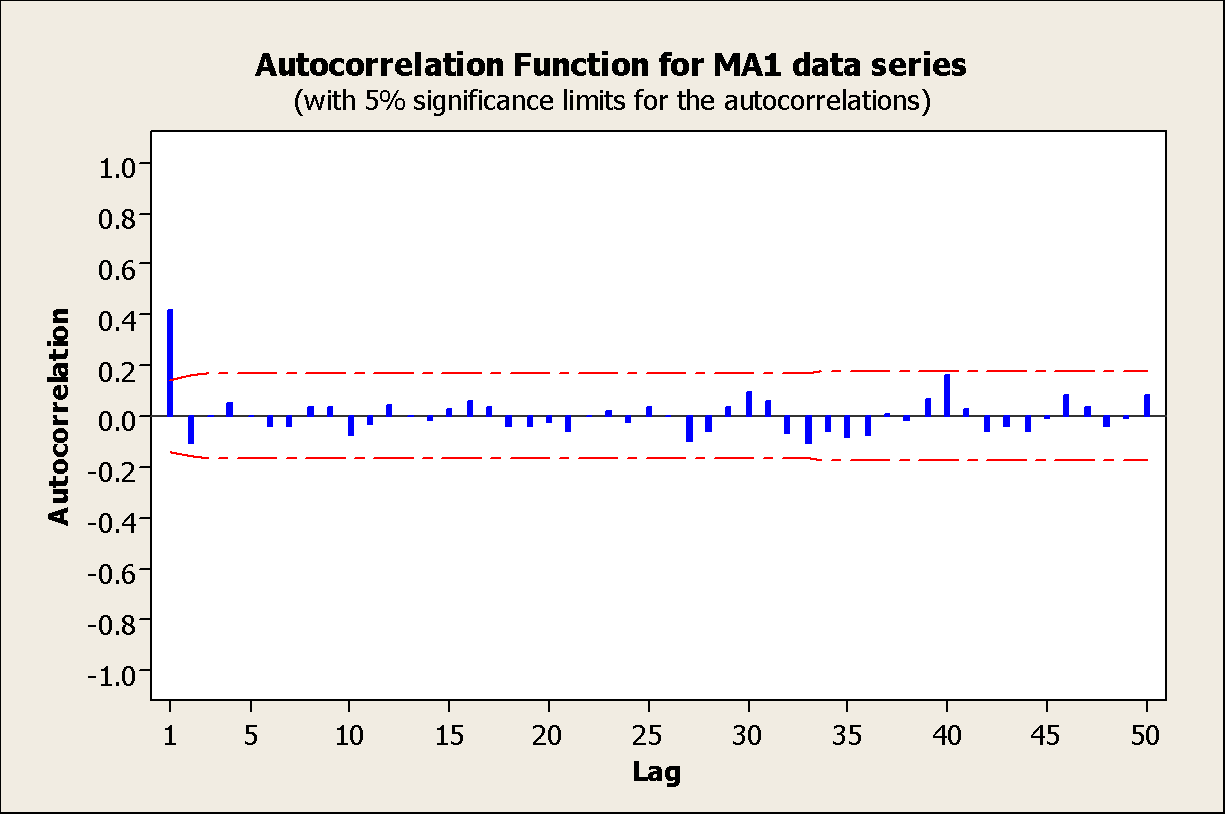 Autocorrelation Function for MA1 data series
(with 5% significance limits for the autocorrelations)
1.0
0.8
0.6
0.4
0.2
0.0
-0.2
-0.4
-0.6
-0.8
-1.0
Autocorrelation
1 5 10 15 20 25 30 35 40 45 50
Lag